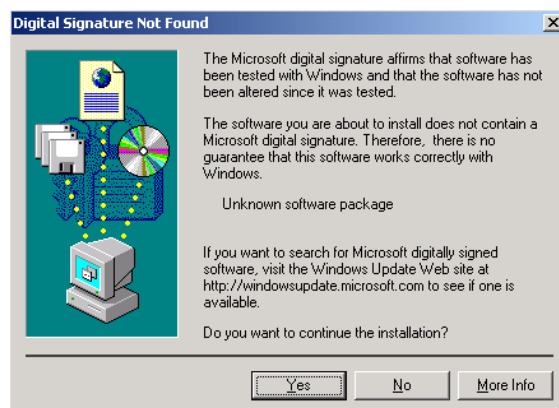 Digital Signature Not Found
The Microsoft digital signature affirms that software has
been tested with Windows and that the software has not
been altered since it was tested.
The software you are about to install does not contain a
Microsoft digital signature. Therefore, there is no
guarantee that this software works correctly with
Windows.
Unknown software package
If you want to search for Microsoft digitally signed
software, visit the Windows Update Web site at
http://windowsupdate.microsoft.com to see if one is
available.
Do you want to continue the installation?
Yes No More Info